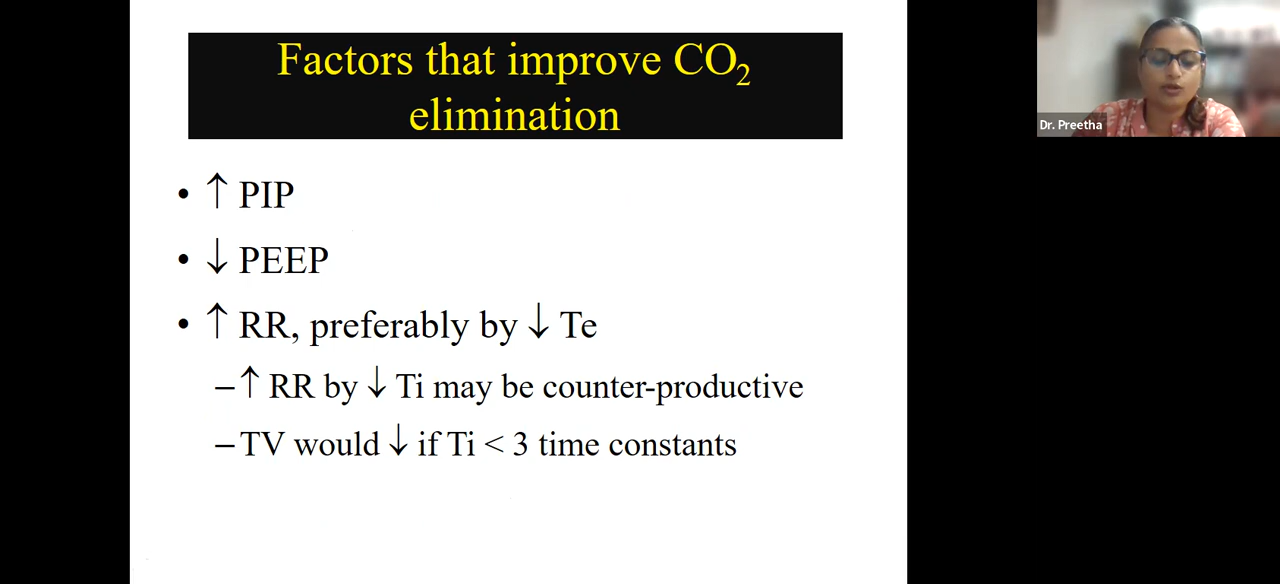 Factors that improve CO₂
elimination
• ↑ PIP
• ↓ PEEP
• ↑ RR, preferably by ↓ Te
– ↑ RR by ↓ Ti may be counter-productive
– TV would ↓ if Ti < 3 time constants
Dr. Preetha